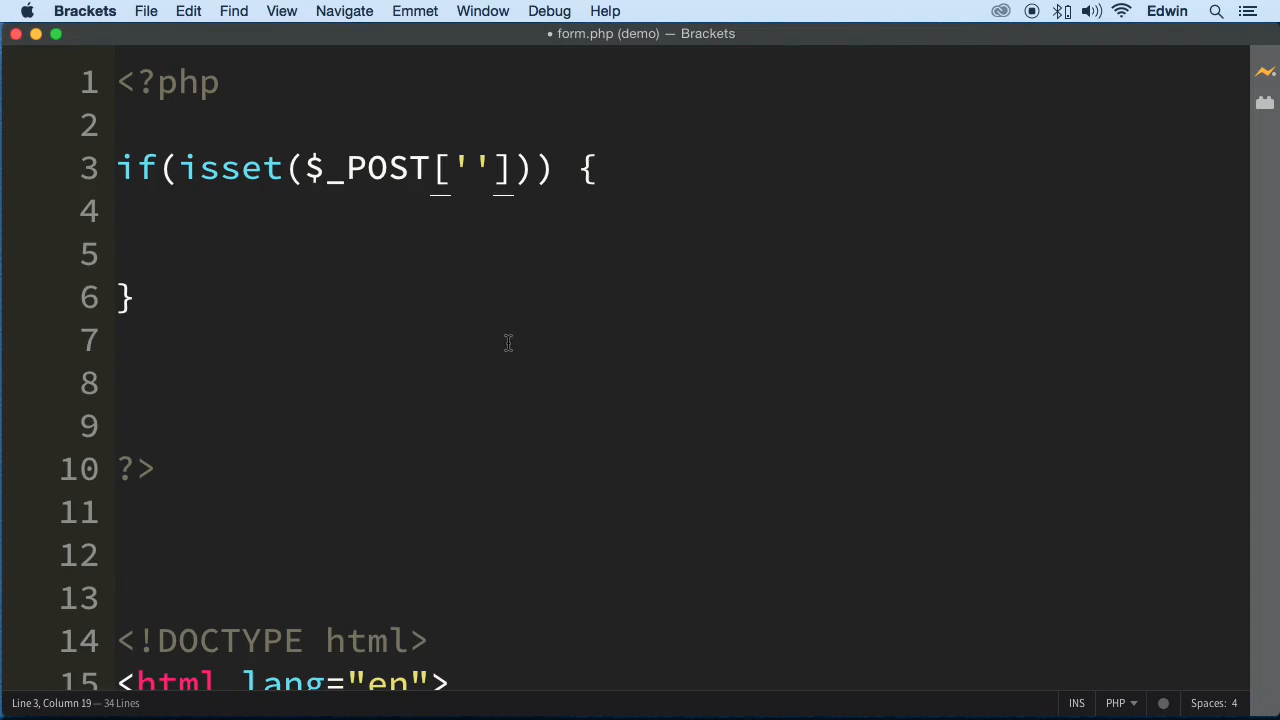 Brackets File Edit Find View Navigate Emmet Window Debug Help Edwin
• form.php (demo) — Brackets
1 <?php
2
3 if(isset($_POST[''])) {
4
5
6 }
7
8
9
10 ?>
11
12
13
14 <!DOCTYPE html>
15 <html lang="en">
Line 3, Column 19 — 34 Lines INS PHP Spaces: 4